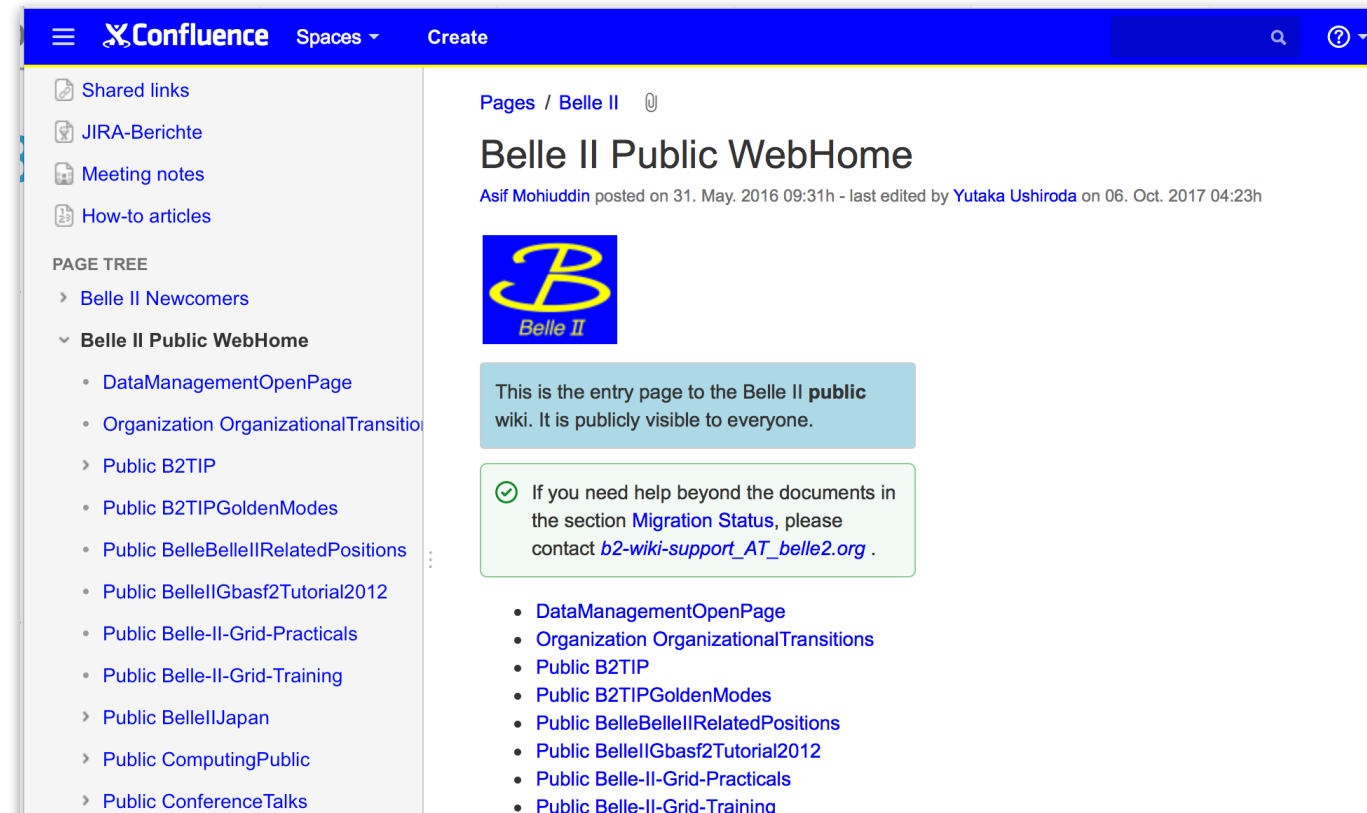 Confluence Spaces Create
Shared links
JIRA-Berichte
Meeting notes
How-to articles
PAGE TREE
Belle II Newcomers
Belle II Public WebHome
DataManagementOpenPage
Organization OrganizationalTransition
Public B2TIP
Public B2TIPGoldenModes
Public BelleBelleIIRelatedPositions
Public BelleIIGbasf2Tutorial2012
Public Belle-II-Grid-Practicals
Public Belle-II-Grid-Training
Public BelleIIJapan
Public ComputingPublic
Public ConferenceTalks
Pages / Belle II
Belle II Public WebHome
Asif Mohiuddin posted on 31. May. 2016 09:31h - last edited by Yutaka Ushiroda on 06. Oct. 2017 04:23h
B
Belle II
This is the entry page to the Belle II public
wiki. It is publicly visible to everyone.
If you need help beyond the documents in
the section Migration Status, please
contact b2-wiki-support_AT_belle2.org .
DataManagementOpenPage
Organization OrganizationalTransitions
Public B2TIP
Public B2TIPGoldenModes
Public BelleBelleIIRelatedPositions
Public BelleIIGbasf2Tutorial2012
Public Belle-II-Grid-Practicals
Public Belle-II-Grid-Training